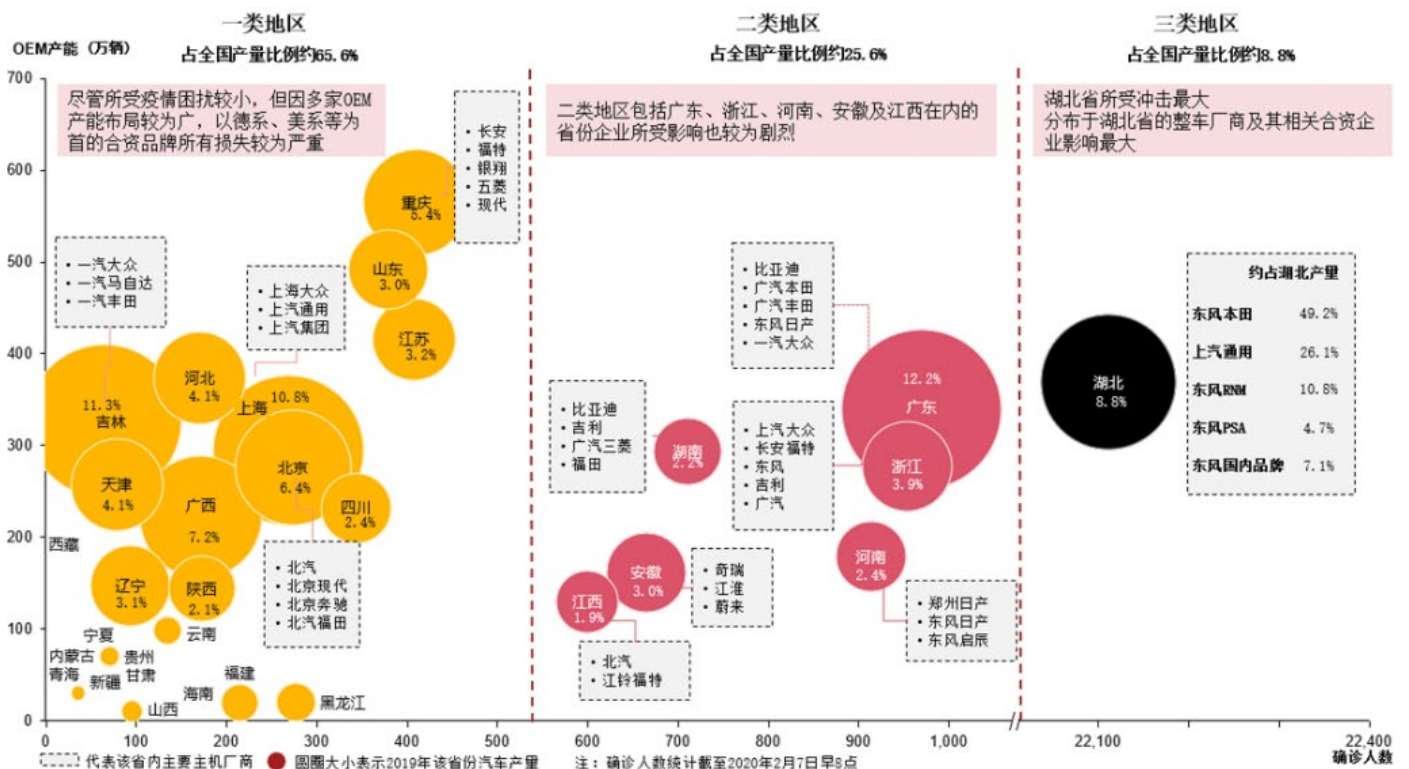 一类地区
占全国产量比例约65.6%
二类地区
占全国产量比例约25.6%
三类地区
占全国产量比例约8.8%
OEM产能（万辆）
700
600
500
400
300
200
100
0
尽管所受疫情困扰较小，但因多家OEM
产能布局较为广，以德系、美系等为
首的合资品牌所有损失较为严重
• 长安
• 福特
• 银翔
• 五菱
• 现代
重庆
5.4%
山东
3.0%
江苏
3.2%
• 一汽大众
• 一汽马自达
• 一汽丰田
• 上海大众
• 上汽通用
• 上汽集团
河北
4.1%
11.3%
吉林
上海
10.8%
北京
6.4%
天津
4.1%
广西
7.2%
四川
2.4%
西藏
辽宁
3.1%
陕西
2.1%
• 北汽
• 北京现代
• 北京奔驰
• 北汽福田
宁夏
云南
内蒙古
贵州
青海
新疆
甘肃
山西
海南
福建
黑龙江
二类地区包括广东、浙江、河南、安徽及江西在内的
省份企业所受影响也较为剧烈
• 比亚迪
• 广汽本田
• 广汽丰田
• 东风日产
• 一汽大众
12.2%
广东
• 比亚迪
• 吉利
• 广汽三菱
• 福田
湖南
2.2%
• 上汽大众
• 长安福特
• 东风
• 吉利
• 广汽
浙江
3.9%
安徽
3.0%
• 奇瑞
• 江淮
• 蔚来
江西
1.9%
• 北汽
• 江铃福特
河南
2.4%
• 郑州日产
• 东风日产
• 东风启辰
湖北省所受冲击最大
分布于湖北省的整车厂商及其相关合资企
业影响最大
湖北
8.8%
约占湖北产量
东风本田 49.2%
上汽通用 26.1%
东风RNM 10.8%
东风PSA 4.7%
东风国内品牌 7.1%
0 100 200 300 400 500 600 700 800 900 1,000 22,100 22,400
确诊人数
代表该省内主要主机厂商
圆圈大小表示2019年该省份汽车产量
注：确诊人数统计截至2020年2月7日早8点